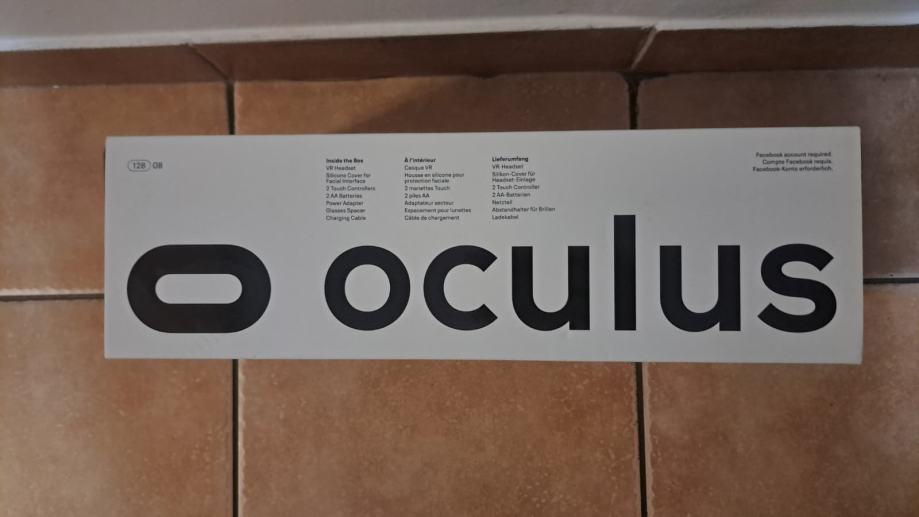 128 GB
Inside the Box
VR Headset
Silicone Cover for
Facial Interface
2 Touch Controllers
2 AA Batteries
Power Adapter
Glasses Spacer
Charging Cable
À l'intérieur
Casque VR
Housse en silicone pour
protection faciale
2 manettes Touch
2 piles AA
Adaptateur secteur
Espacement pour lunettes
Câble de chargement
Lieferumfang
VR-Headset
Silikon-Cover für
Headset-Einlage
2 Touch Controller
2 AA-Batterien
Netzteil
Abstandhalter für Brillen
Ladekabel
Facebook account required.
Compte Facebook requis.
Facebook-Konto erforderlich.
oculus